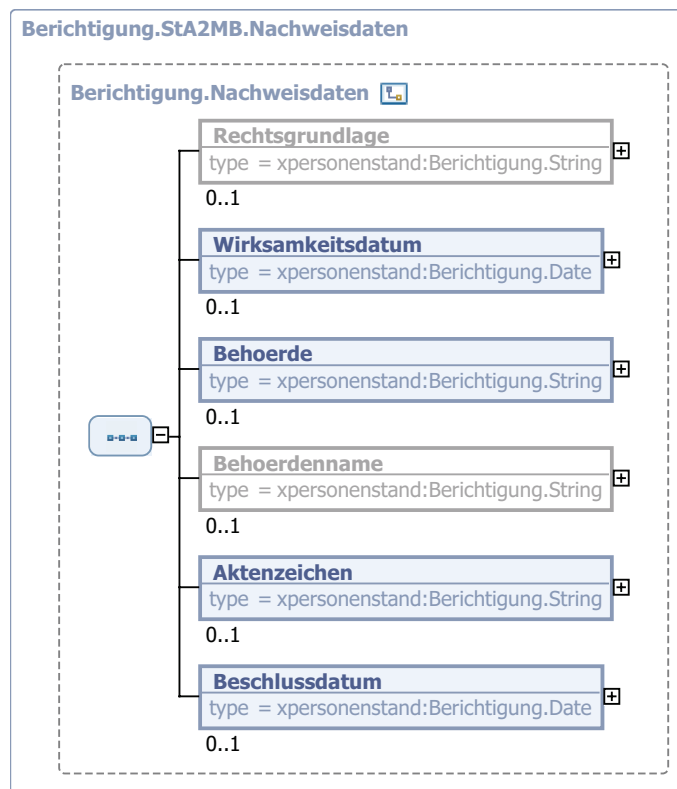 Berichtigung.StA2MB.Nachweisdaten
Berichtigung.Nachweisdaten
Rechtsgrundlage
type = xpersonenstand:Berichtigung.String
0..1
Wirksamkeitsdatum
type = xpersonenstand:Berichtigung.Date
0..1
Behoerde
type = xpersonenstand:Berichtigung.String
0..1
Behoerdenname
type = xpersonenstand:Berichtigung.String
0..1
Aktenzeichen
type = xpersonenstand:Berichtigung.String
0..1
Beschlussdatum
type = xpersonenstand:Berichtigung.Date
0..1